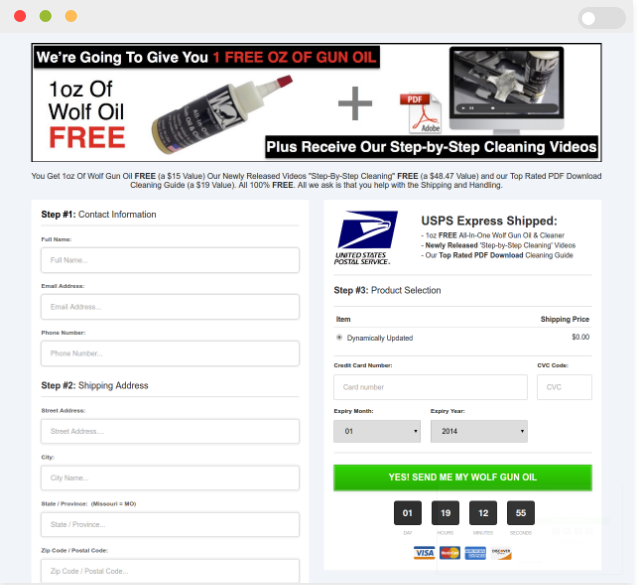 We're Going To Give You 1 FREE OZ OF GUN OIL
1oz Of
Wolf Oil
FREE
PDF
Adobe
Plus Receive Our Step-by-Step Cleaning Videos
You Get 1oz Of Wolf Gun Oil FREE (a $15 Value) Our Newly Released Videos "Step-By-Step Cleaning" FREE (a $48.47 Value) and our Top Rated PDF Download
Cleaning Guide (a $19 Value). All 100% FREE. All we ask is that you help with the Shipping and Handling.
Step #1: Contact Information
Full Name:
Full Name...
Email Address:
Email Address...
Phone Number:
Phone Number...
Step #2: Shipping Address
Street Address:
Street Address....
City:
City Name...
State / Province: (Missouri = MO)
State / Province...
Zip Code / Postal Code:
Zip Code / Postal Code...
UNITED STATES
POSTAL SERVICE.
USPS Express Shipped:
- 1oz FREE All-In-One Wolf Gun Oil & Cleaner
- Newly Released 'Step-by-Step Cleaning' Videos
- Our Top Rated PDF Download Cleaning Guide
Step #3: Product Selection
Item Shipping Price
Dynamically Updated $0.00
Credit Card Number: CVC Code:
Card number CVC
Expiry Month: Expiry Year:
01 2014
YES! SEND ME MY WOLF GUN OIL
01 19 12 55
DAY HOURS MINUTES SECONDS
VISA MasterCard DISCOVER